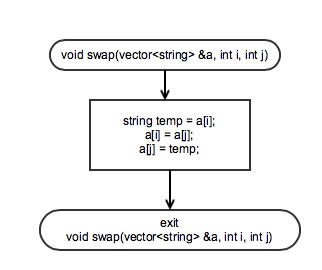 void swap(vector<string> &a, int i, int j)
string temp = a[i];
a[i] = a[j];
a[j] = temp;
exit
void swap(vector<string> &a, int i, int j)